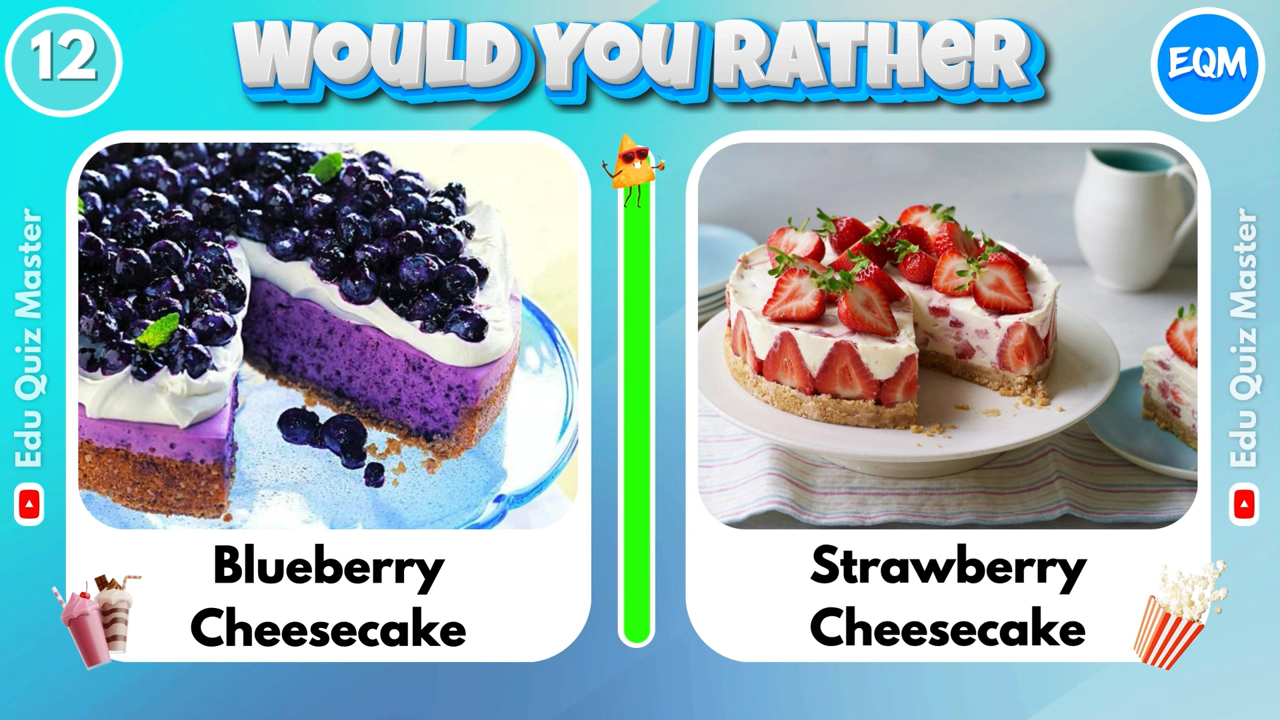 12
WOULD YOU RATHER
EQM
Edu Quiz Master
Edu Quiz Master
Blueberry
Cheesecake
Strawberry
Cheesecake